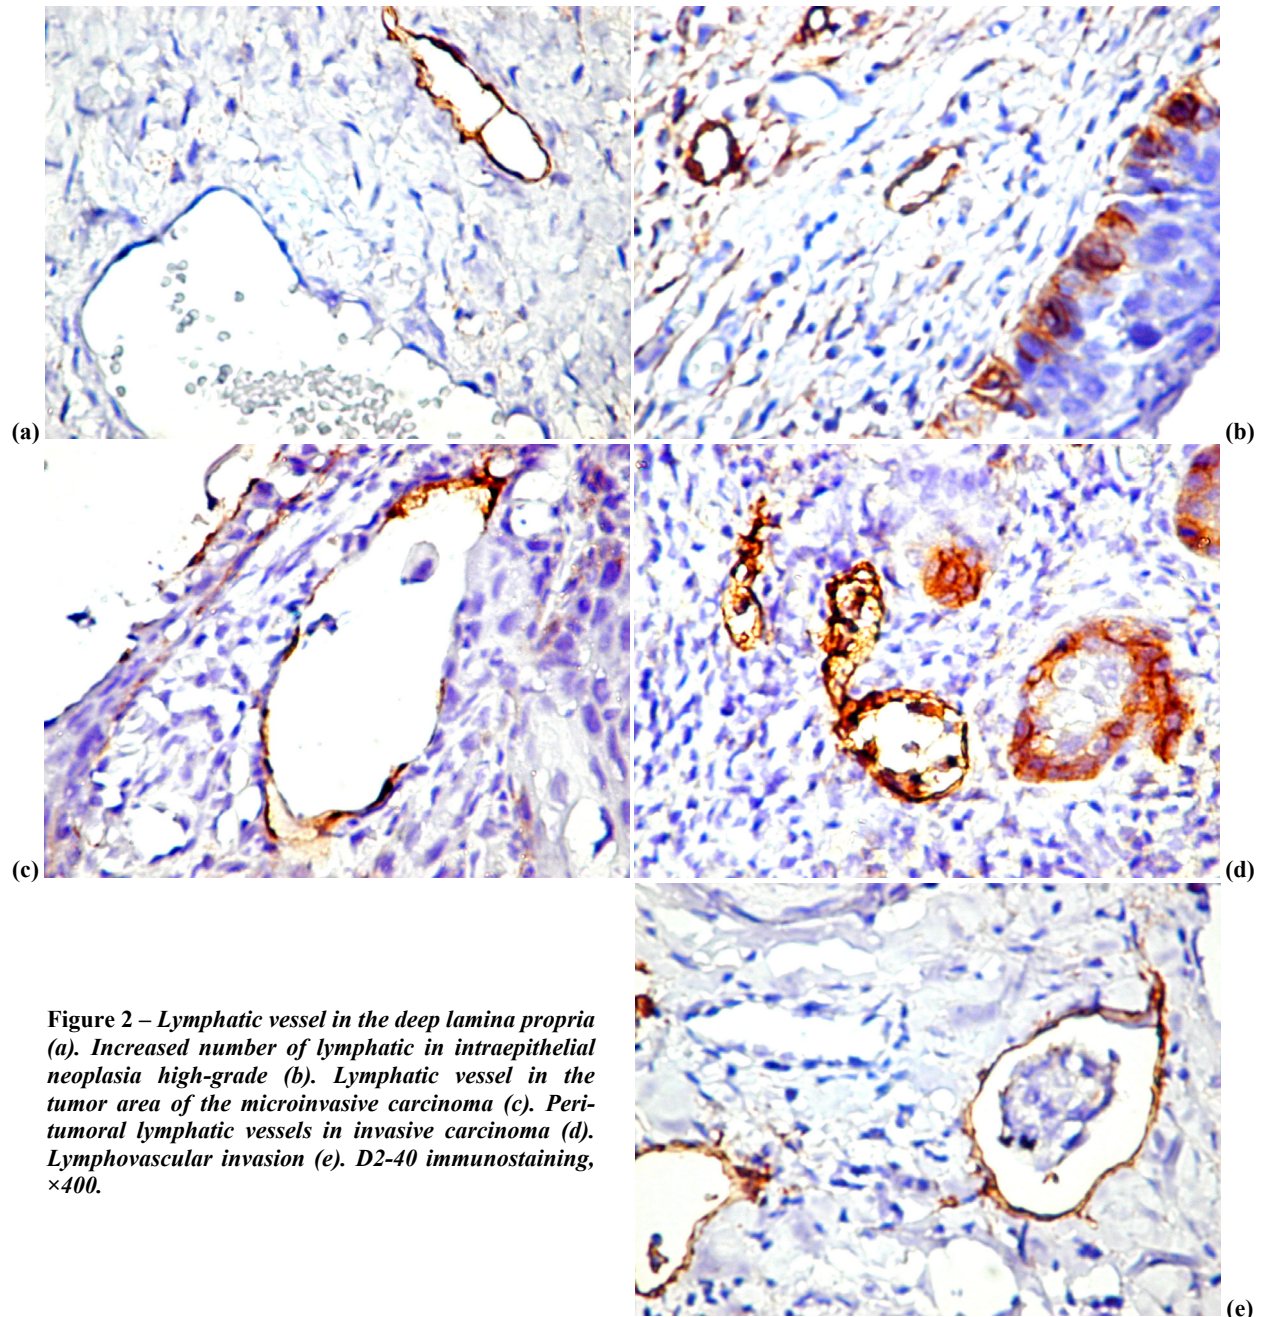 (a)
(b)
(c)
(d)
Figure 2 – Lymphatic vessel in the deep lamina propria
(a). Increased number of lymphatic in intraepithelial
neoplasia high-grade (b). Lymphatic vessel in the
tumor area of the microinvasive carcinoma (c). Peri-
tumoral lymphatic vessels in invasive carcinoma (d).
Lymphovascular invasion (e). D2-40 immunostaining,
×400.
(e)